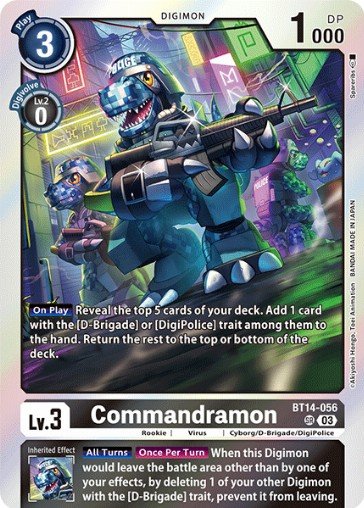 DIGIMON
Play
3
DP
1000
Digivolve
Lv.2
0
POLICE
POLICE
Spareribs
©Akiyoshi Hongo, Toei Animation BANDAI MADE IN JAPAN
On Play Reveal the top 5 cards of your deck. Add 1 card
with the [D-Brigade] or [DigiPolice] trait among them to
the hand. Return the rest to the top or bottom of the
deck.
Lv.3
Commandramon
BT14-056
SR 03
Rookie | Virus | Cyborg/D-Brigade/DigiPolice
Inherited Effect
All Turns Once Per Turn When this Digimon
would leave the battle area other than by one of
your effects, by deleting 1 of your other Digimon
with the [D-Brigade] trait, prevent it from leaving.